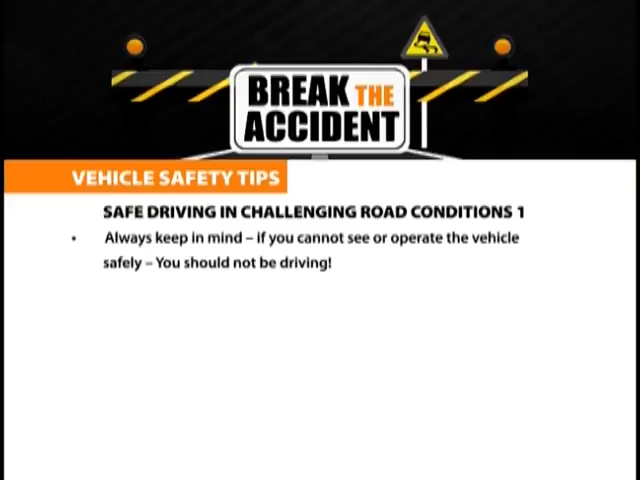 BREAK THE
ACCIDENT
VEHICLE SAFETY TIPS
SAFE DRIVING IN CHALLENGING ROAD CONDITIONS 1
• Always keep in mind – if you cannot see or operate the vehicle
safely – You should not be driving!